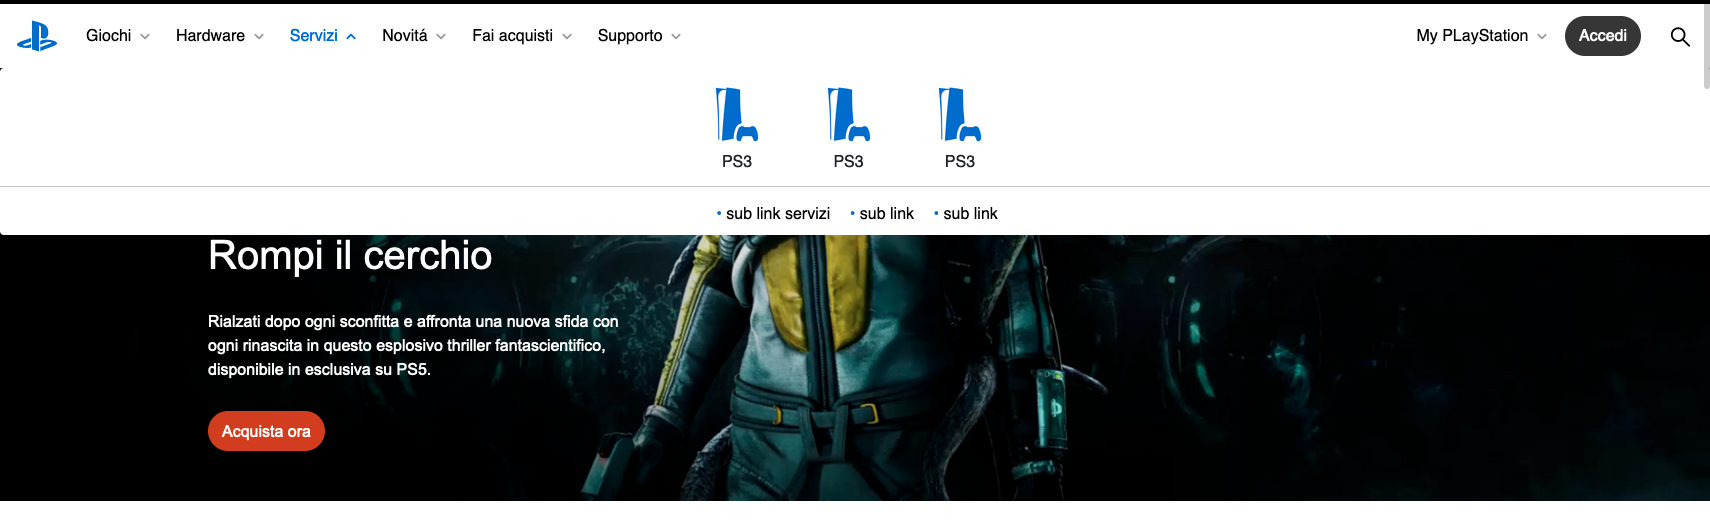 Giochi Hardware Servizi Novitá Fai acquisti Supporto My PLayStation Accedi
PS3 PS3 PS3
• sub link servizi • sub link • sub link
Rompi il cerchio
Rialzati dopo ogni sconfitta e affronta una nuova sfida con
ogni rinascita in questo esplosivo thriller fantascientifico,
disponibile in esclusiva su PS5.
Acquista ora